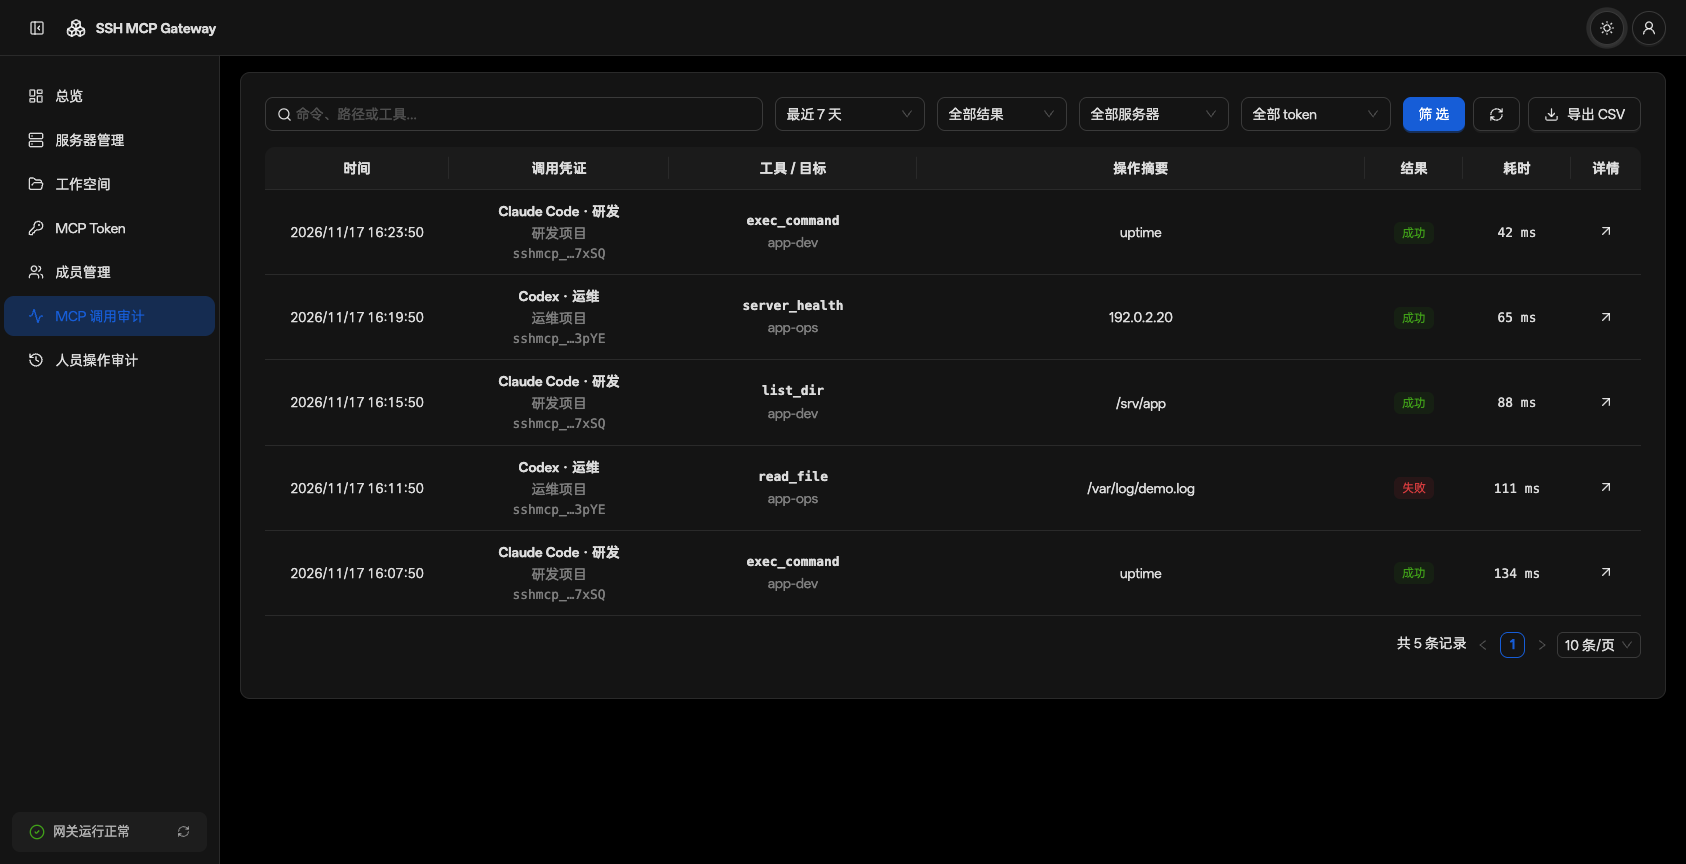 SSH MCP Gateway
总览
服务器管理
工作空间
MCP Token
成员管理
MCP 调用审计
人员操作审计
网关运行正常
命令、路径或工具...
最近 7 天
全部结果
全部服务器
全部 token
筛 选
导出 CSV
时间 调用凭证 工具 / 目标 操作摘要 结果 耗时 详情
2026/11/17 16:23:50
Claude Code · 研发
研发项目
sshmcp_…7xSQ
exec_command
app-dev
uptime
成功
42 ms
2026/11/17 16:19:50
Codex · 运维
运维项目
sshmcp_…3pYE
server_health
app-ops
192.0.2.20
成功
65 ms
2026/11/17 16:15:50
Claude Code · 研发
研发项目
sshmcp_…7xSQ
list_dir
app-dev
/srv/app
成功
88 ms
2026/11/17 16:11:50
Codex · 运维
运维项目
sshmcp_…3pYE
read_file
app-ops
/var/log/demo.log
失败
111 ms
2026/11/17 16:07:50
Claude Code · 研发
研发项目
sshmcp_…7xSQ
exec_command
app-dev
uptime
成功
134 ms
共 5 条记录
1
10 条/页